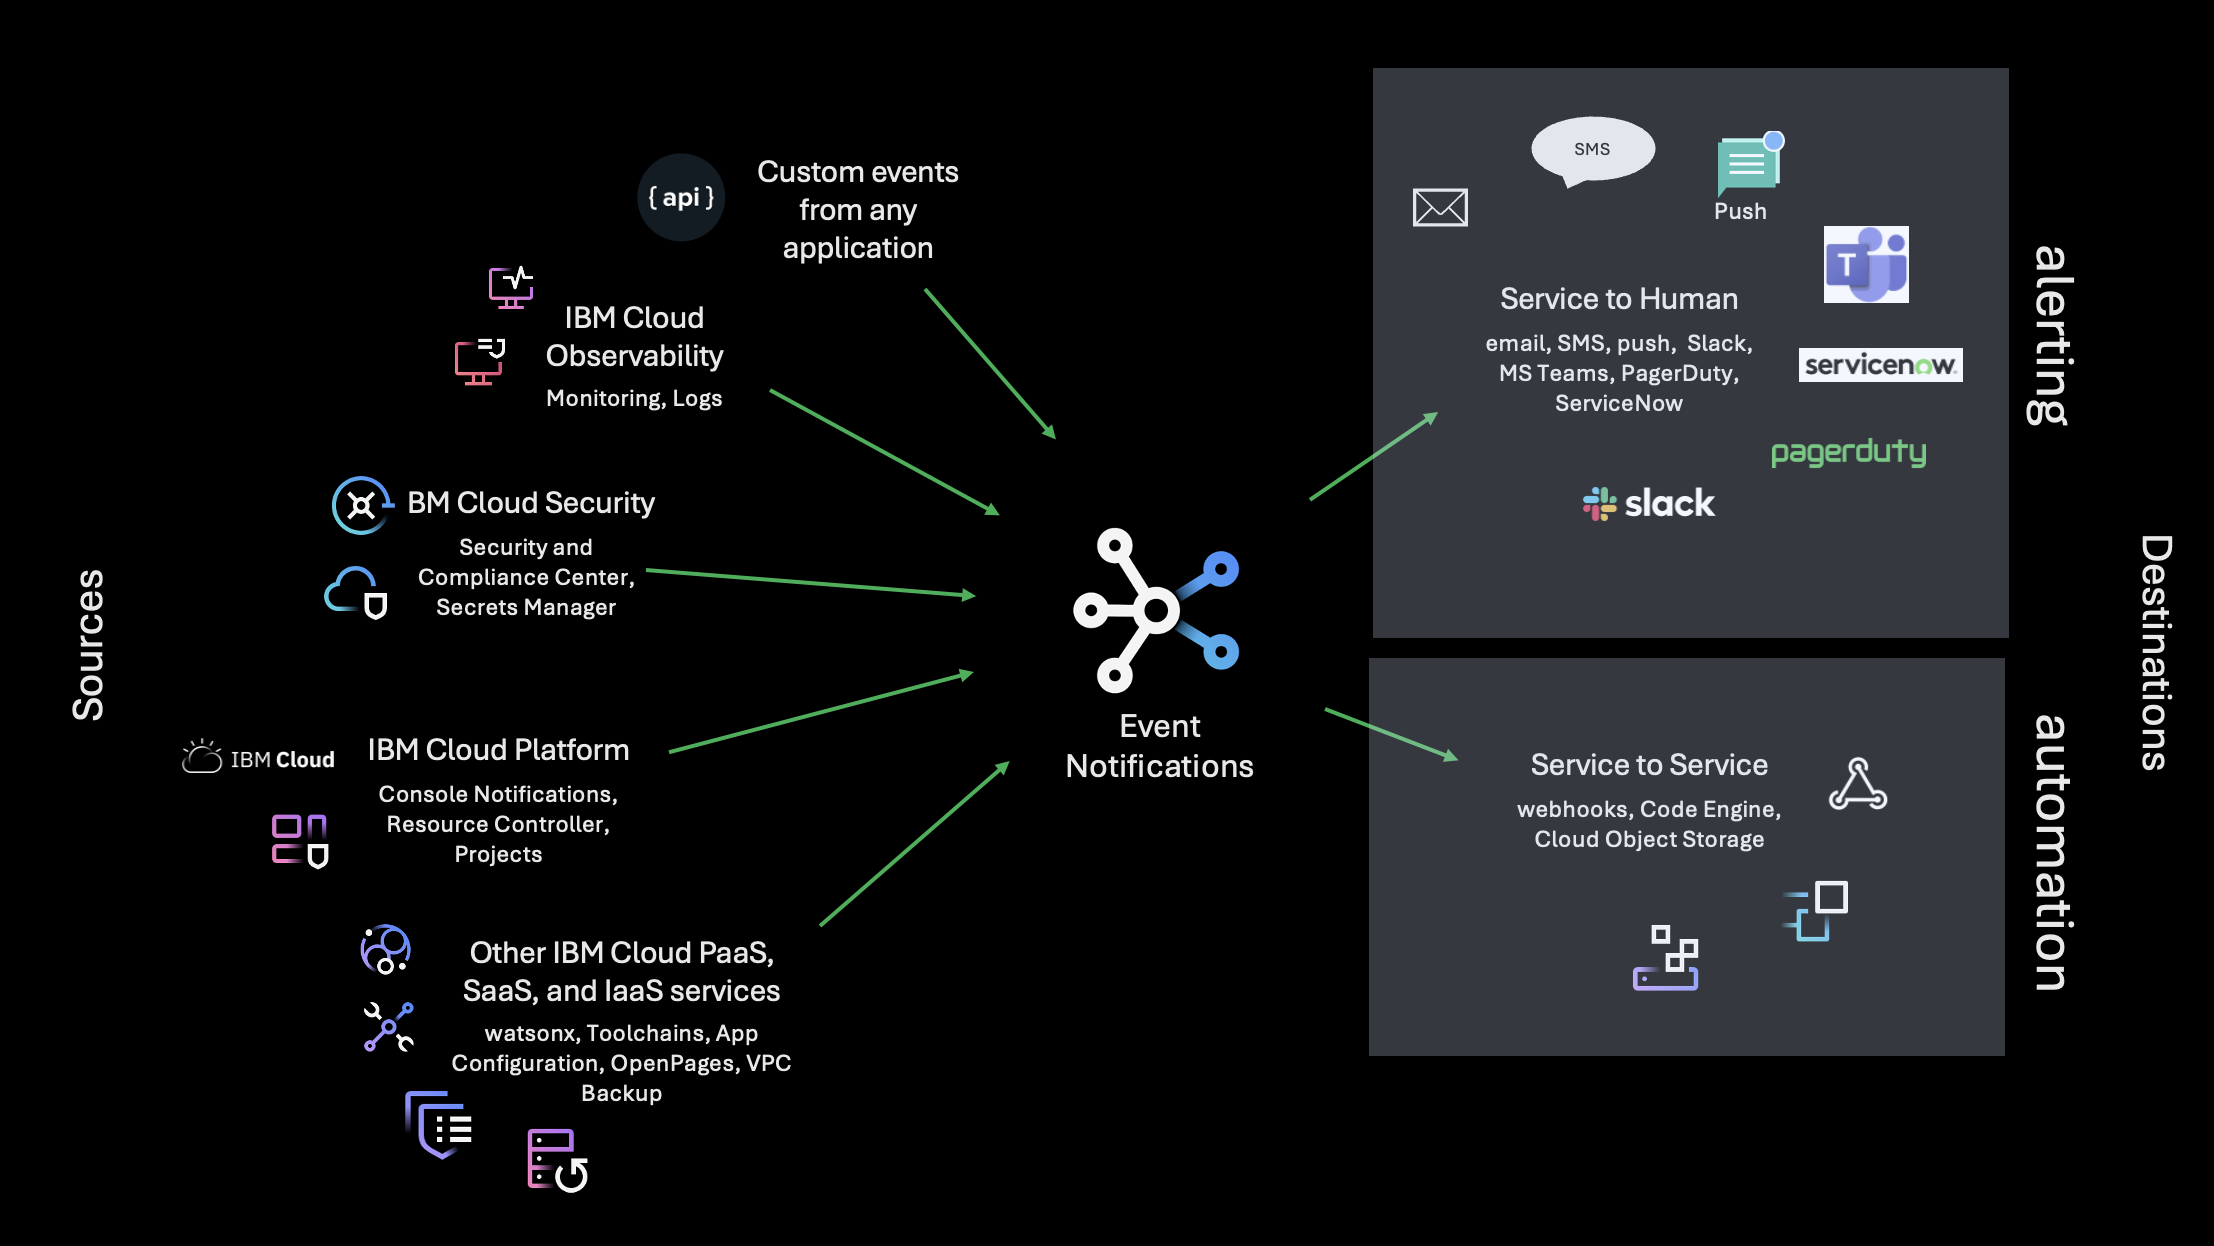 Sources
{ api }
Custom events
from any
application
IBM Cloud
Observability
Monitoring, Logs
BM Cloud Security
Security and
Compliance Center,
Secrets Manager
IBM Cloud
IBM Cloud Platform
Console Notifications,
Resource Controller,
Projects
Other IBM Cloud PaaS,
SaaS, and IaaS services
watsonx, Toolchains, App
Configuration, OpenPages, VPC
Backup
Event
Notifications
SMS
Push
T
Service to Human
email, SMS, push, Slack,
MS Teams, PagerDuty,
ServiceNow
servicenow
pagerduty
slack
alerting
Service to Service
webhooks, Code Engine,
Cloud Object Storage
automation
Destinations